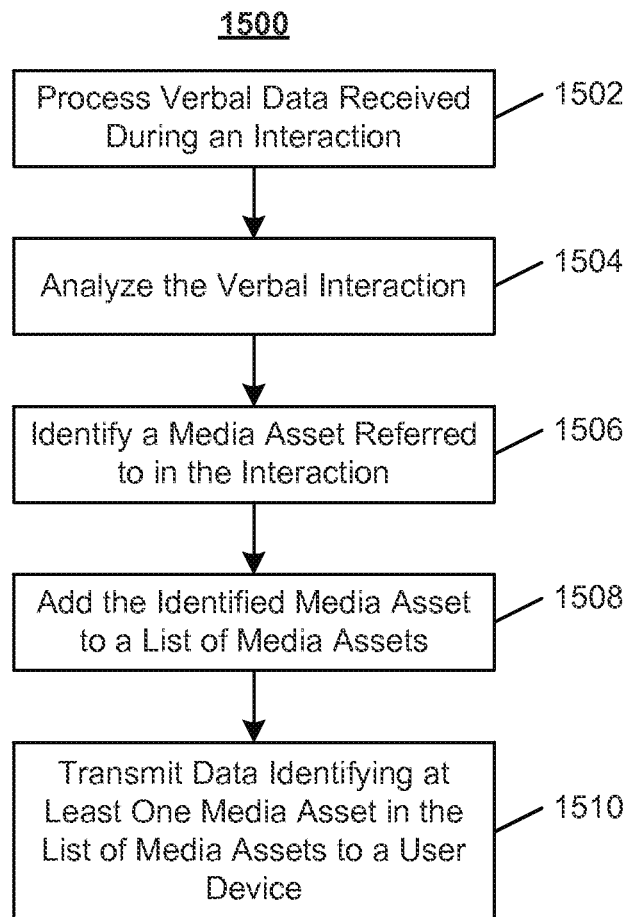 1500
Process Verbal Data Received
During an Interaction
1502
Analyze the Verbal Interaction
1504
Identify a Media Asset Referred
to in the Interaction
1506
Add the Identified Media Asset
to a List of Media Assets
1508
Transmit Data Identifying at
Least One Media Asset in the
List of Media Assets to a User
Device
1510